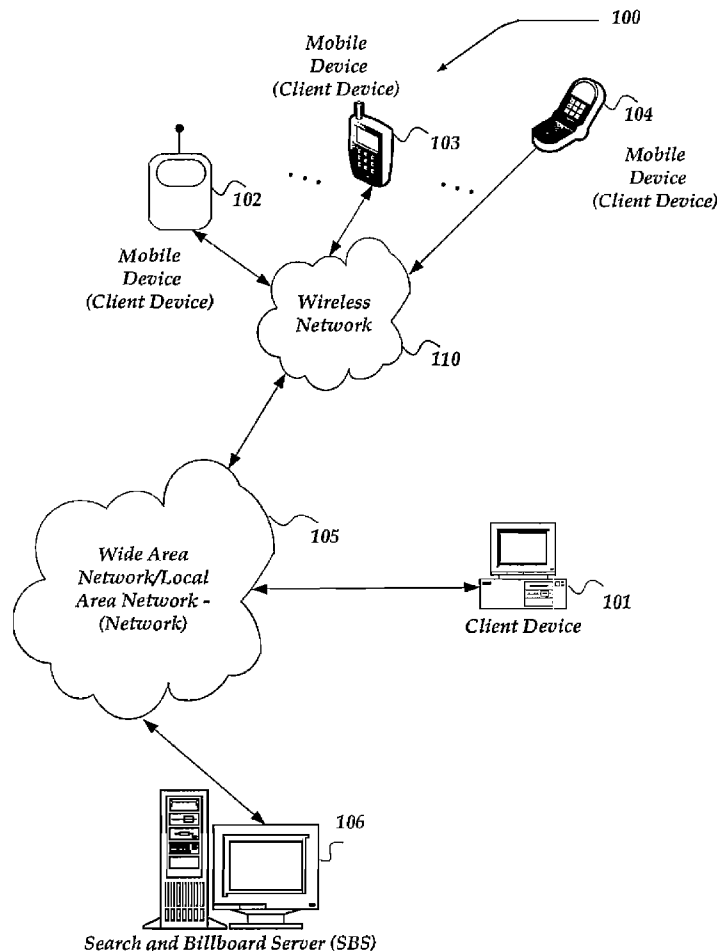 100
Mobile
Device
(Client Device)
103
104
Mobile
Device
(Client Device)
102
Mobile
Device
(Client Device)
Wireless
Network
110
105
Wide Area
Network/Local
Area Network -
(Network)
101
Client Device
106
Search and Billboard Server (SBS)